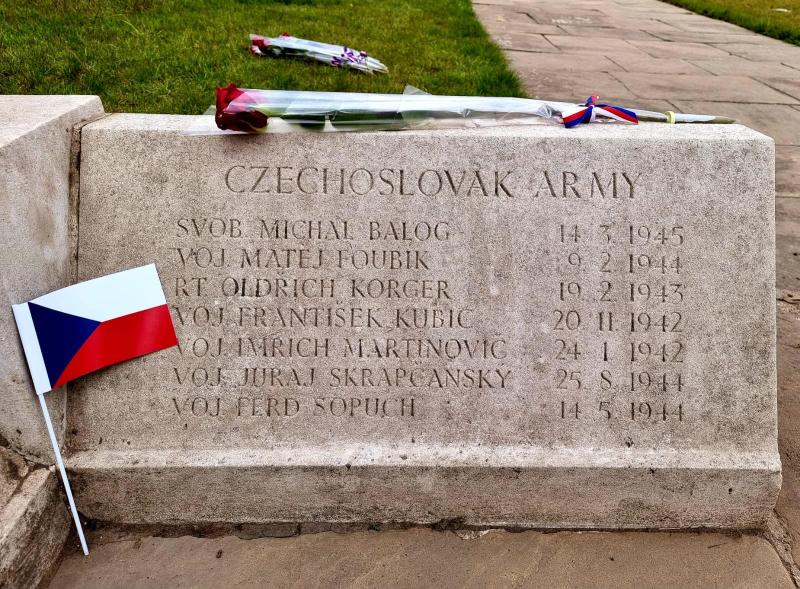 CZECHOSLOVAK ARMY
SVOB MICHAL BALOG 14 3 1945
VOJ MATĚJ FOUBIK 9 2 1944
RT OLDRICH KORGER 19 2 1943
VOJ FRANTIŠEK KUBIC 20 11 1942
VOJ IMŘICH MARTINOVIC 24 1 1942
VOJ JURAJ SKRAPCANSKY 25 8 1944
VOJ FERD SOPUCH 14 5 1944